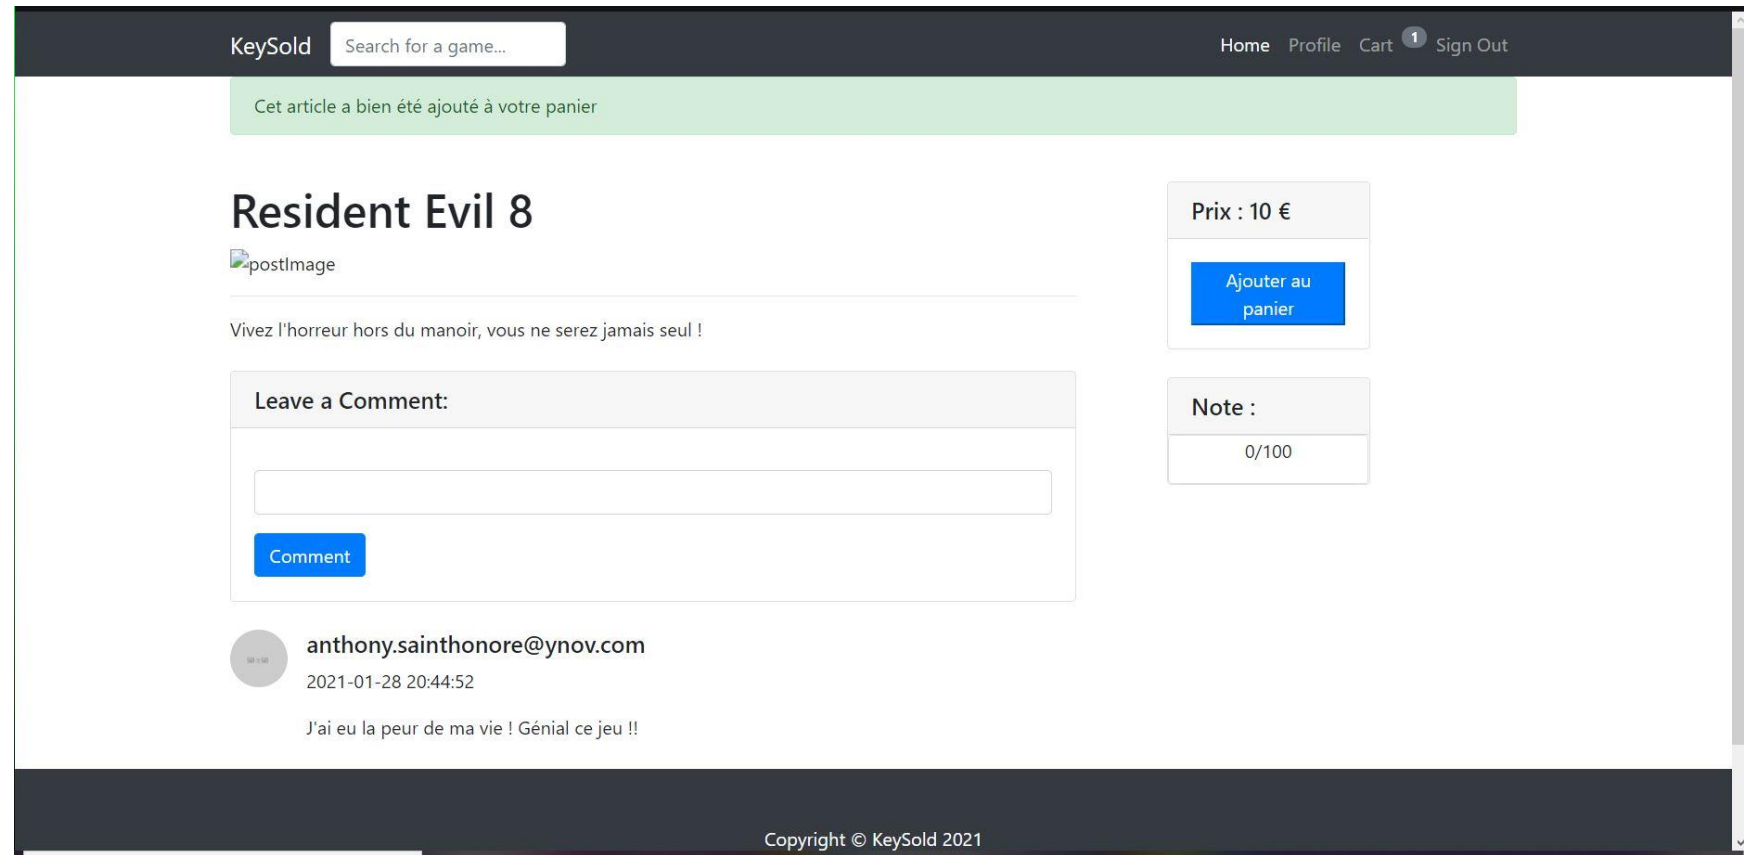 KeySold Search for a game... Home Profile Cart 1 Sign Out
Cet article a bien été ajouté à votre panier
Resident Evil 8
postImage
Vivez l'horreur hors du manoir, vous ne serez jamais seul !
Leave a Comment:
Comment
anthony.sainthonore@ynov.com
2021-01-28 20:44:52
J'ai eu la peur de ma vie ! Génial ce jeu !!
Prix : 10 €
Ajouter au
panier
Note :
0/100
Copyright © KeySold 2021